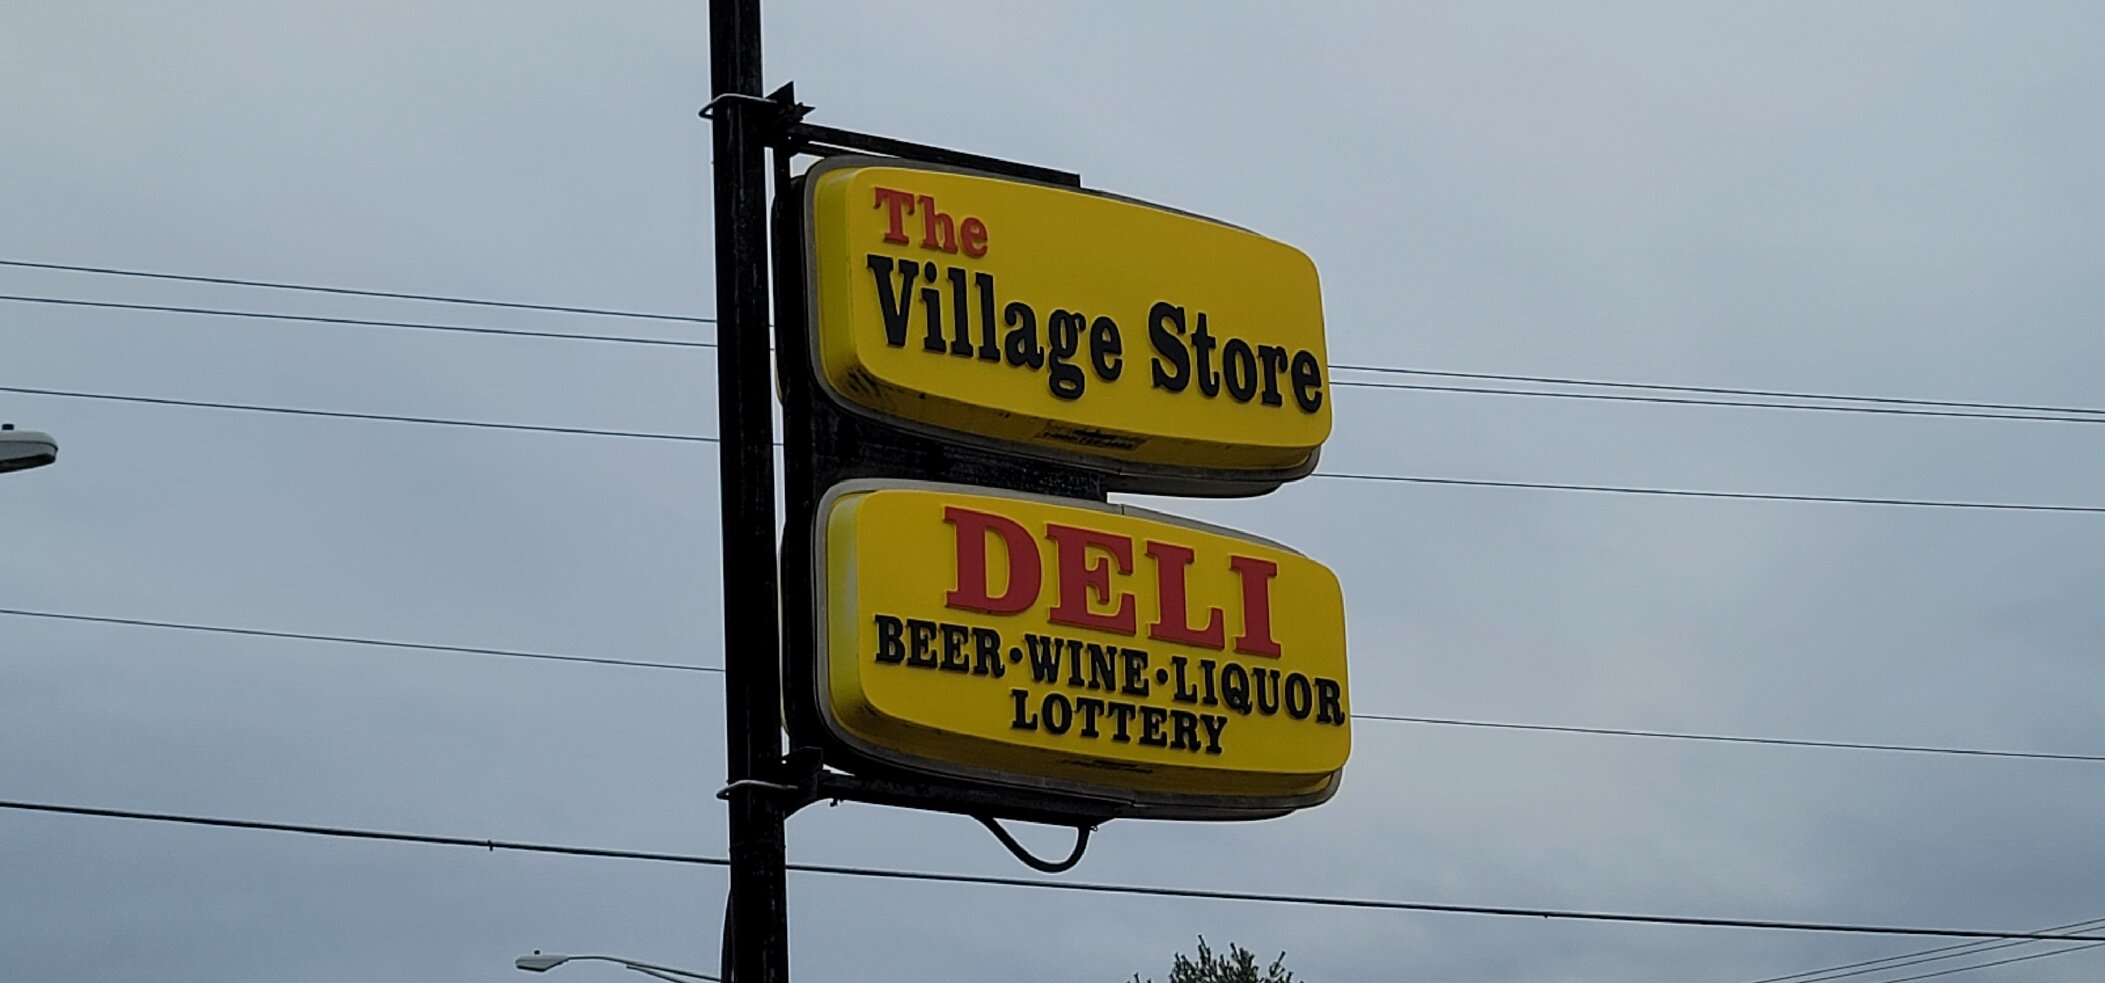 The
Village Store
DELI
BEER·WINE·LIQUOR
LOTTERY